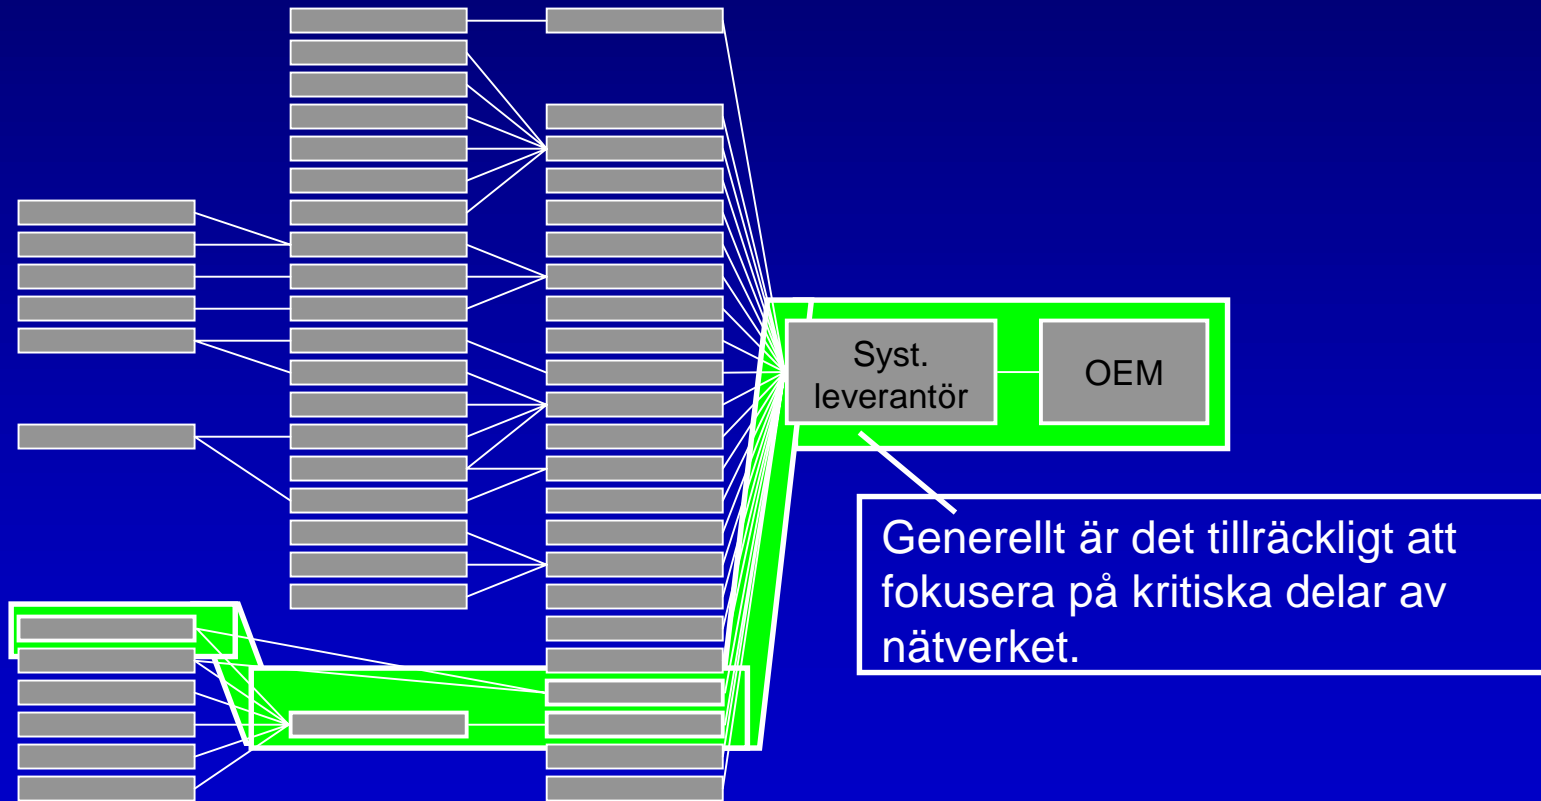 Syst.
leverantör
OEM
Generellt är det tillräckligt att
fokusera på kritiska delar av
nätverket.